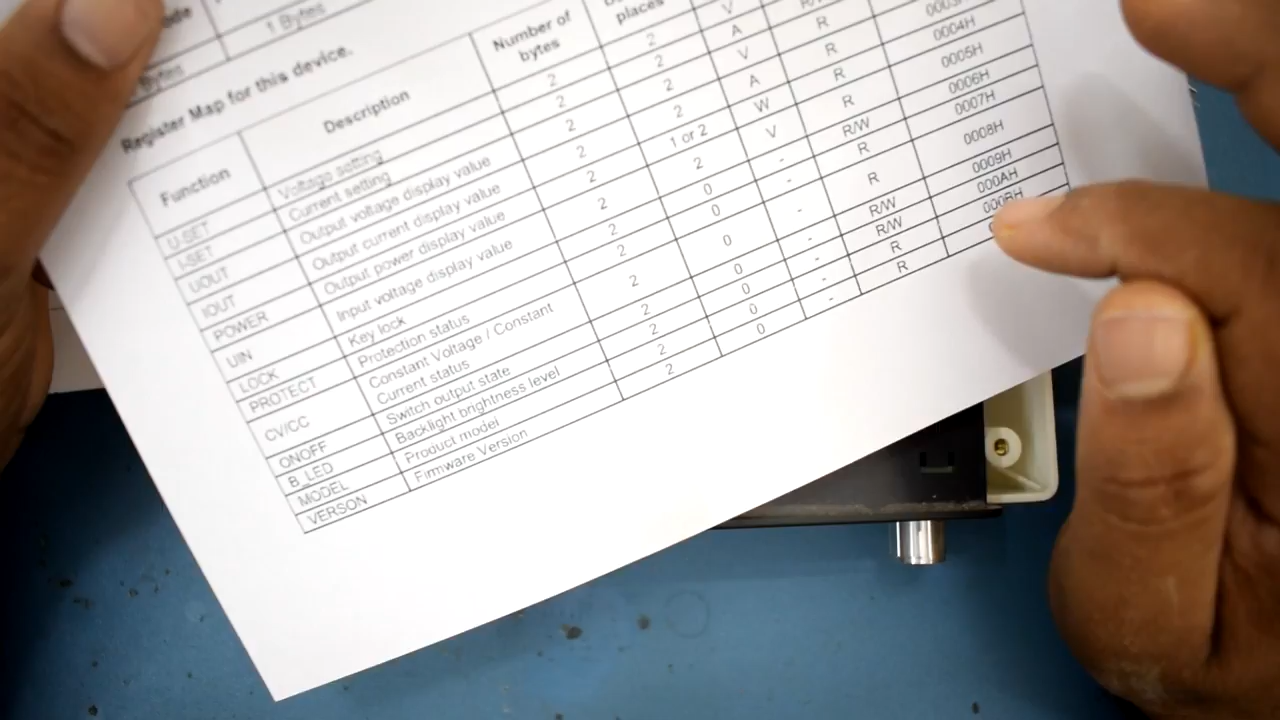 1 Bytes
Bytes
Register Map for this device.
Function Description Number of bytes places
U-SET Voltage setting 2 2 V
I-SET Current setting 2 2 A R/W
UOUT Output voltage display value 2 2 V R
IOUT Output current display value 2 2 A R 0003H
POWER Output power display value 2 1 or 2 W R 0004H
UIN Input voltage display value 2 2 V R 0005H
LOCK Key lock 2 0 - R/W 0006H
PROTECT Protection status 2 0 - R 0007H
CV/CC Constant Voltage / Constant Current status 2 0 - R 0008H
ONOFF Switch output state 2 0 - R/W 0009H
B_LED Backlight brightness level 2 0 - R/W 000AH
MODEL Product model 2 0 - R 000BH
VERSON Firmware Version 2 0 - R